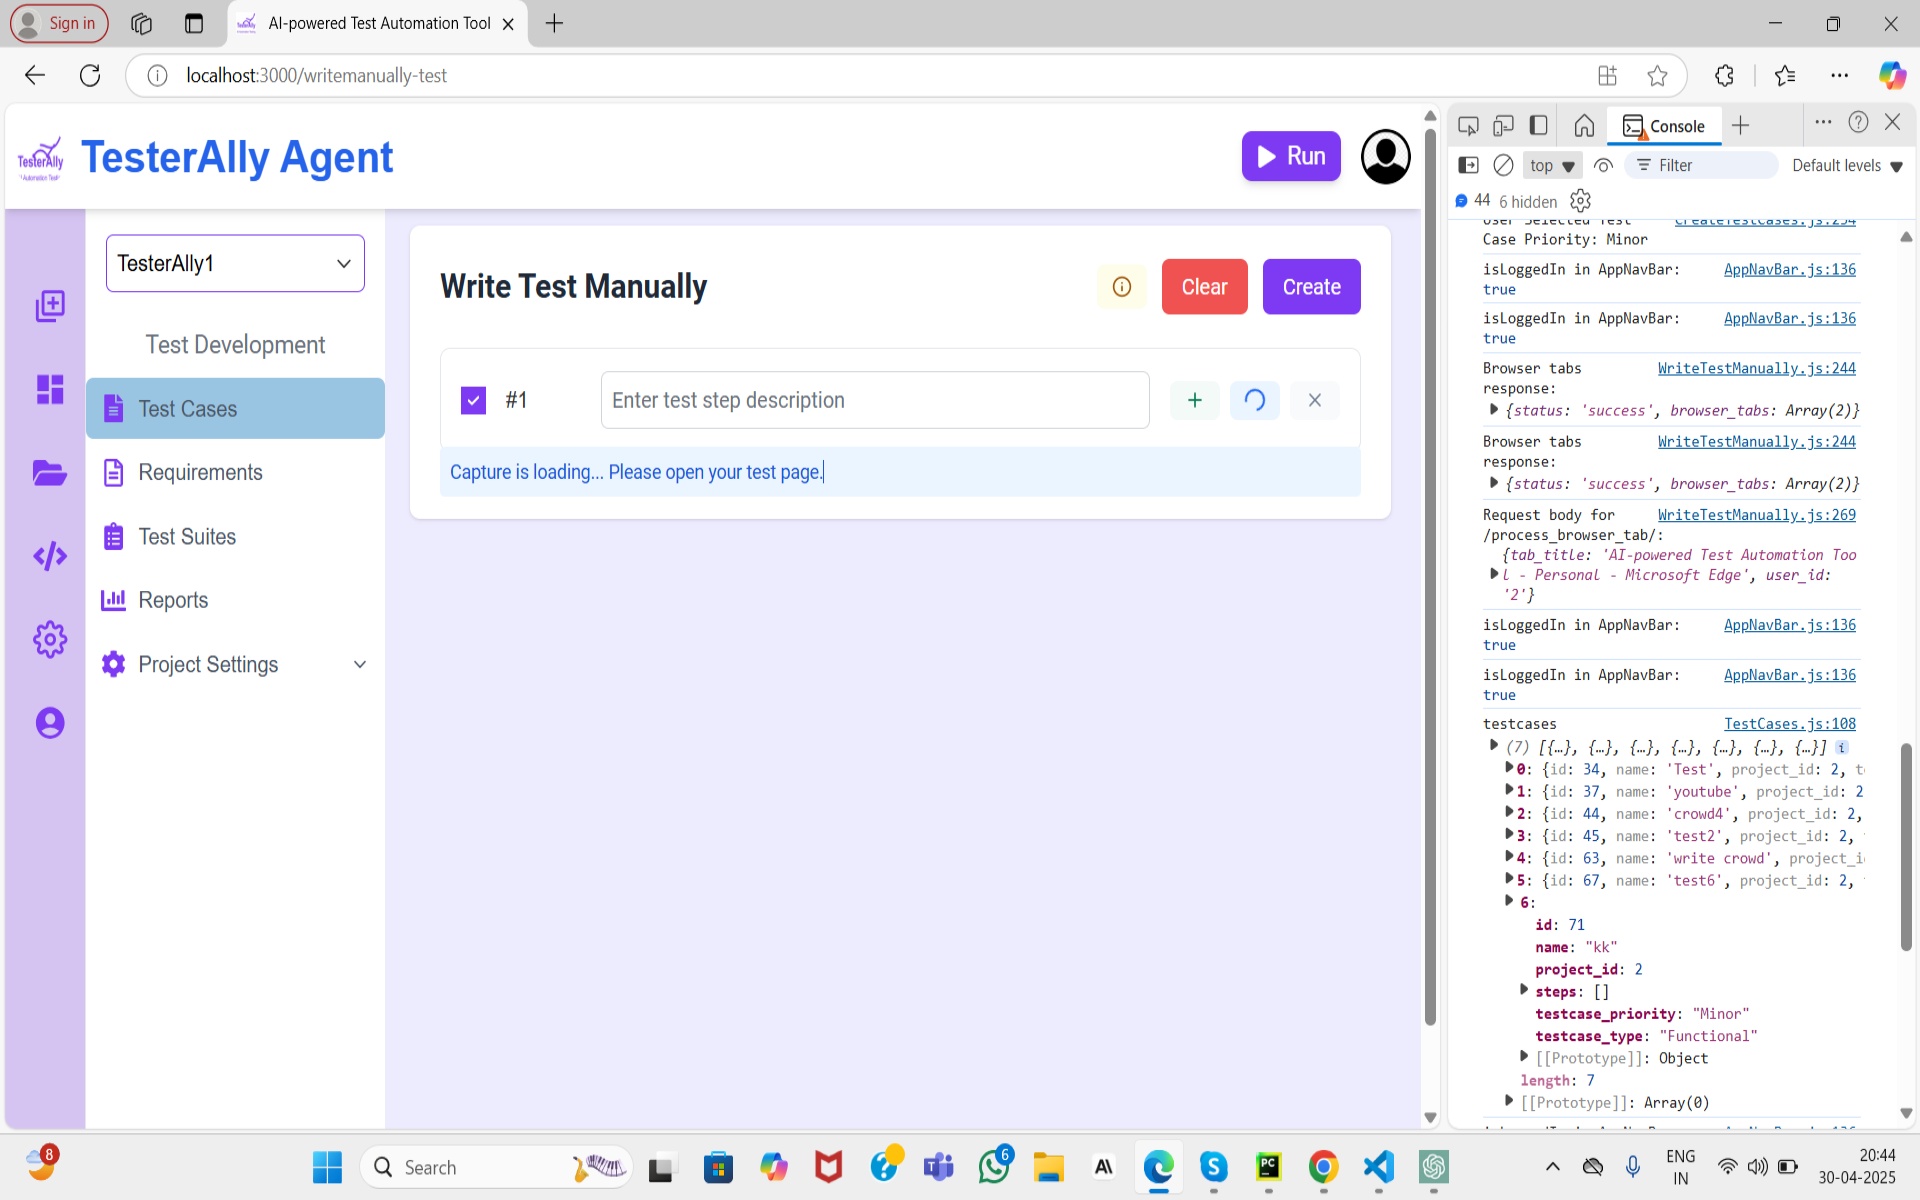 Sign in
AI-powered Test Automation Tool
localhost:3000/writemanually-test
TesterAlly
TesterAlly Agent
Run
TesterAlly1
Test Development
Test Cases
Requirements
Test Suites
Reports
Project Settings
Write Test Manually
Clear
Create
#1
Enter test step description
Capture is loading... Please open your test page.
Console
top
Filter
Default levels
44
6 hidden
User Selected Test CreateTestCases.js:254
Case Priority: Minor
isLoggedIn in AppNavBar: AppNavBar.js:136
true
isLoggedIn in AppNavBar: AppNavBar.js:136
true
Browser tabs WriteTestManually.js:244
response:
{status: 'success', browser_tabs: Array(2)}
Browser tabs WriteTestManually.js:244
response:
{status: 'success', browser_tabs: Array(2)}
Request body for WriteTestManually.js:269
/process_browser_tab/:
{tab_title: 'AI-powered Test Automation Too
l - Personal - Microsoft Edge', user_id:
'2'}
isLoggedIn in AppNavBar: AppNavBar.js:136
true
isLoggedIn in AppNavBar: AppNavBar.js:136
true
testcases TestCases.js:108
(7) [{…}, {…}, {…}, {…}, {…}, {…}, {…}] i
0: {id: 34, name: 'Test', project_id: 2, t
1: {id: 37, name: 'youtube', project_id: 2
2: {id: 44, name: 'crowd4', project_id: 2,
3: {id: 45, name: 'test2', project_id: 2,
4: {id: 63, name: 'write crowd', project_i
5: {id: 67, name: 'test6', project_id: 2,
6:
id: 71
name: "kk"
project_id: 2
steps: []
testcase_priority: "Minor"
testcase_type: "Functional"
[[Prototype]]: Object
length: 7
[[Prototype]]: Array(0)
8
Search
6
PC
ENG
IN
20:44
30-04-2025